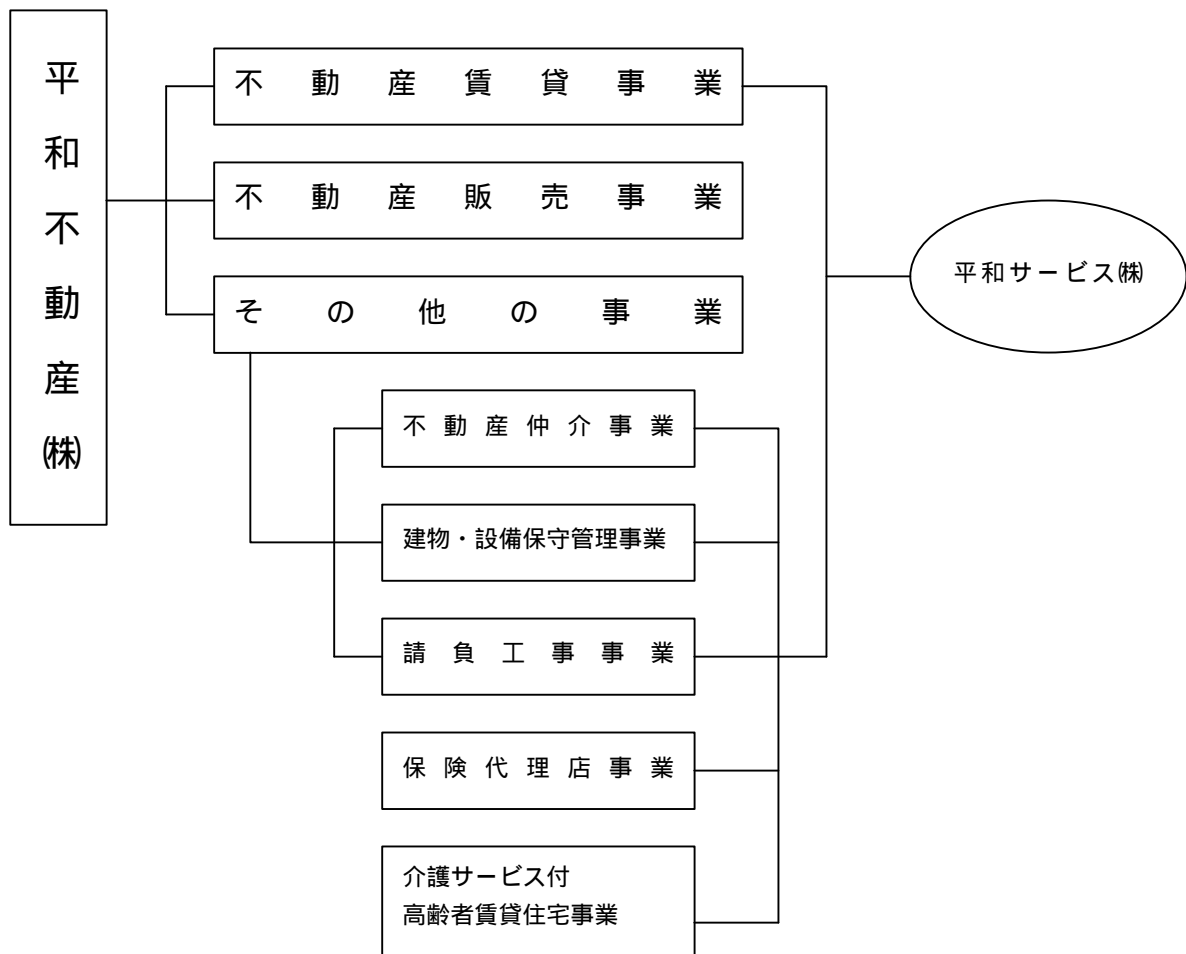 平和不動産㈱
不動産賃貸事業
不動産販売事業
その他の事業
平和サービス㈱
不動産仲介事業
建物・設備保守管理事業
請負工事事業
保険代理店事業
介護サービス付
高齢者賃貸住宅事業